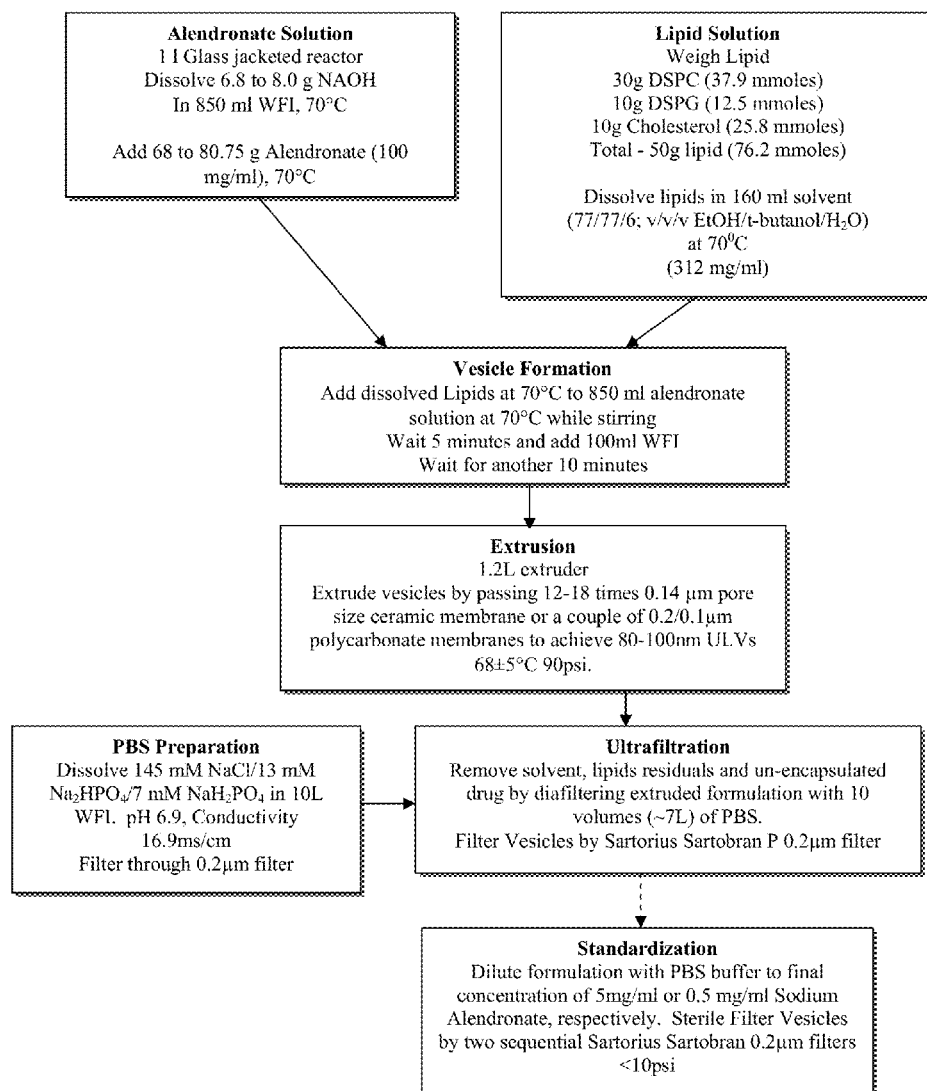 Alendronate Solution
1 l Glass jacketed reactor
Dissolve 6.8 to 8.0 g NAOH
In 850 ml WFI, 70°C
Add 68 to 80.75 g Alendronate (100
mg/ml), 70°C
Lipid Solution
Weigh Lipid
30g DSPC (37.9 mmoles)
10g DSPG (12.5 mmoles)
10g Cholesterol (25.8 mmoles)
Total - 50g lipid (76.2 mmoles)
Dissolve lipids in 160 ml solvent
(77/77/6; v/v/v EtOH/t-butanol/H₂O)
at 70⁰C
(312 mg/ml)
Vesicle Formation
Add dissolved Lipids at 70°C to 850 ml alendronate
solution at 70°C while stirring
Wait 5 minutes and add 100ml WFI
Wait for another 10 minutes
Extrusion
1.2L extruder
Extrude vesicles by passing 12-18 times 0.14 µm pore
size ceramic membrane or a couple of 0.2/0.1µm
polycarbonate membranes to achieve 80-100nm ULVs
68±5°C 90psi.
PBS Preparation
Dissolve 145 mM NaCl/13 mM
Na₂HPO₄/7 mM NaH₂PO₄ in 10L
WFI. pH 6.9, Conductivity
16.9ms/cm
Filter through 0.2µm filter
Ultrafiltration
Remove solvent, lipids residuals and un-encapsulated
drug by diafiltering extruded formulation with 10
volumes (~7L) of PBS.
Filter Vesicles by Sartorius Sartobran P 0.2µm filter
Standardization
Dilute formulation with PBS buffer to final
concentration of 5mg/ml or 0.5 mg/ml Sodium
Alendronate, respectively. Sterile Filter Vesicles
by two sequential Sartorius Sartobran 0.2µm filters
<10psi